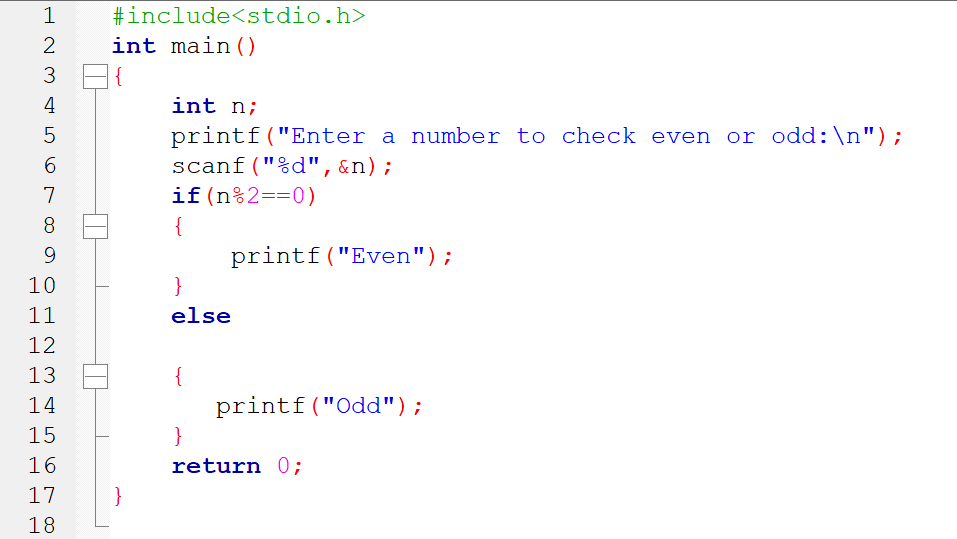 1 #include<stdio.h>
2 int main()
3 {
4     int n;
5     printf("Enter a number to check even or odd:\n");
6     scanf("%d",&n);
7     if(n%2==0)
8     {
9         printf("Even");
10     }
11     else
12
13     {
14        printf("Odd");
15     }
16     return 0;
17 }
18